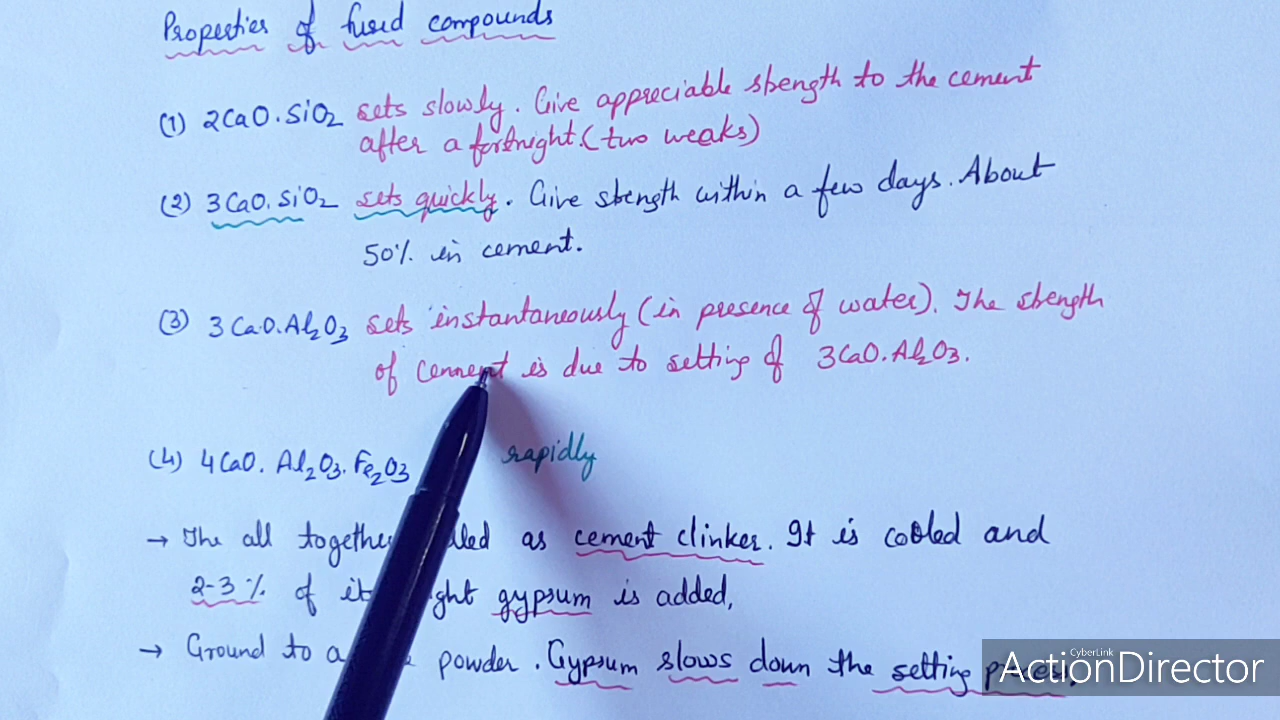 Properties of fused compounds
(1) 2CaO.SiO2 sets slowly. Give appreciable strength to the cement
after a fortnight.(two weaks)
(2) 3CaO.SiO2 sets quickly. Give strength within a few days. About
50% in cement.
(3) 3CaO.Al2O3 sets instantaneously (in presence of water). The strength
of cement is due to setting of 3CaO.Al2O3.
(4) 4CaO.Al2O3.Fe2O3 rapidly
→ The all together as cement clinker. It is cooled and
2-3% of gypsum is added,
→ Ground to a powder. Gypsum slows down the setting process.
CyberLink
ActionDirector